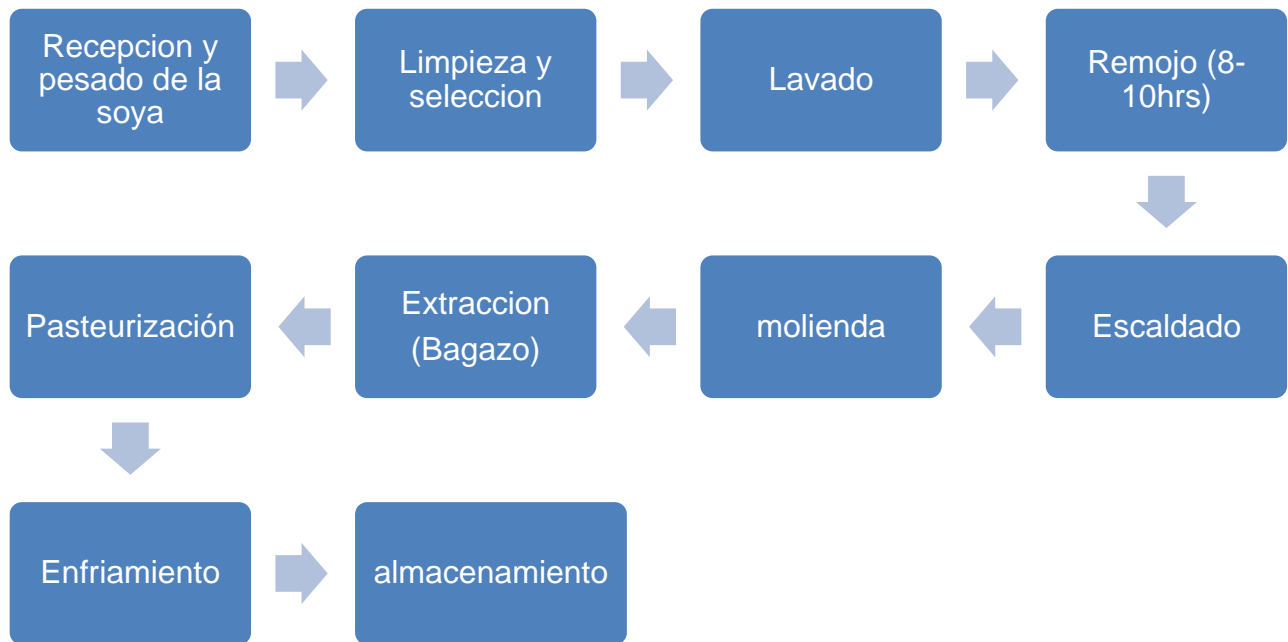 Recepcion y
pesado de la
soya
Limpieza y
seleccion
Lavado
Remojo (8-
10hrs)
Escaldado
molienda
Extraccion
(Bagazo)
Pasteurización
Enfriamiento
almacenamiento